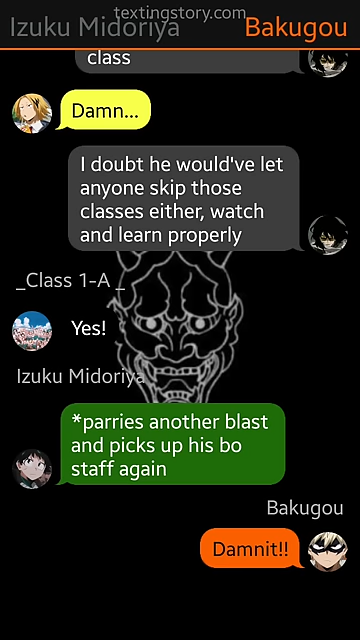 textingstory.com
Izuku Midoriya
Bakugou
class
Damn...
I doubt he would've let
anyone skip those
classes either, watch
and learn properly
_Class 1-A _
Yes!
Izuku Midoriya
*parries another blast
and picks up his bo
staff again
Bakugou
Damnit!!